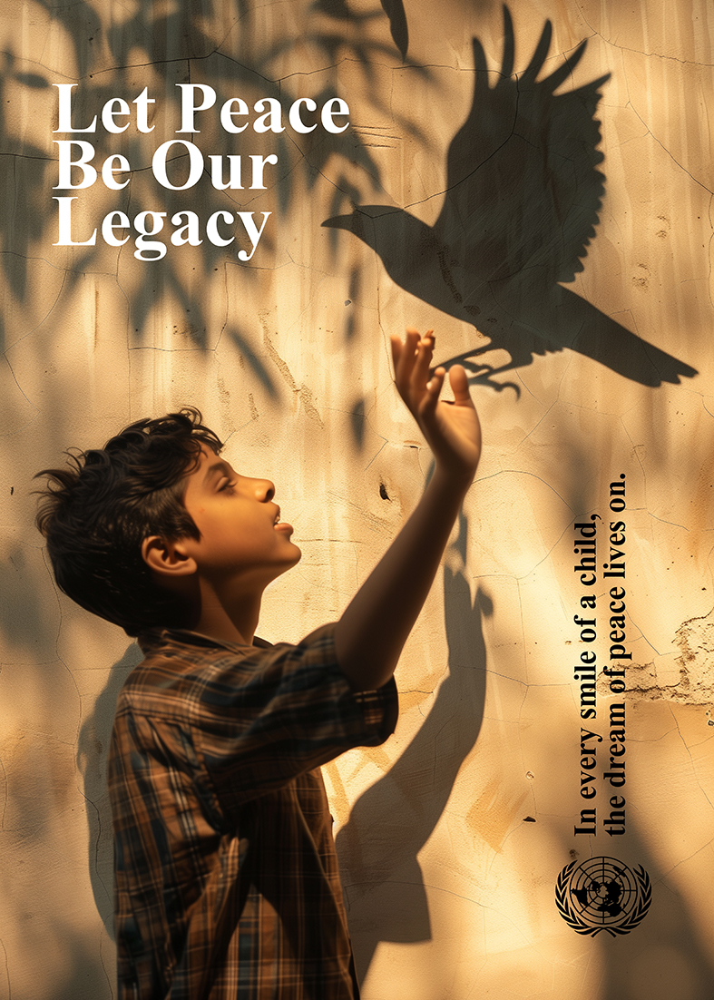 Let Peace
Be Our
Legacy
In every smile of a child,
the dream of peace lives on.